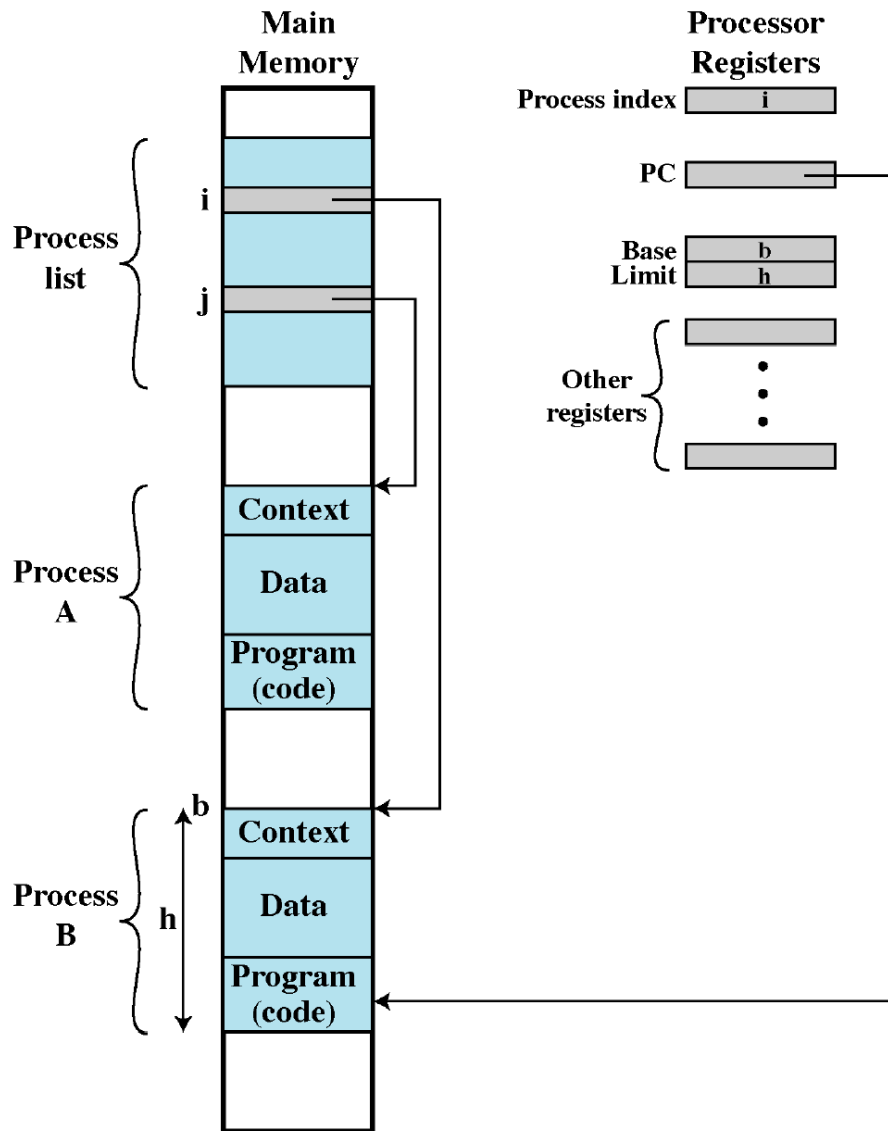 Main
Memory
Processor
Registers
Process index
i
PC
Base
b
Limit
h
Other
registers
Process
list
i
j
Process
A
Context
Data
Program
(code)
Process
B
b
h
Context
Data
Program
(code)